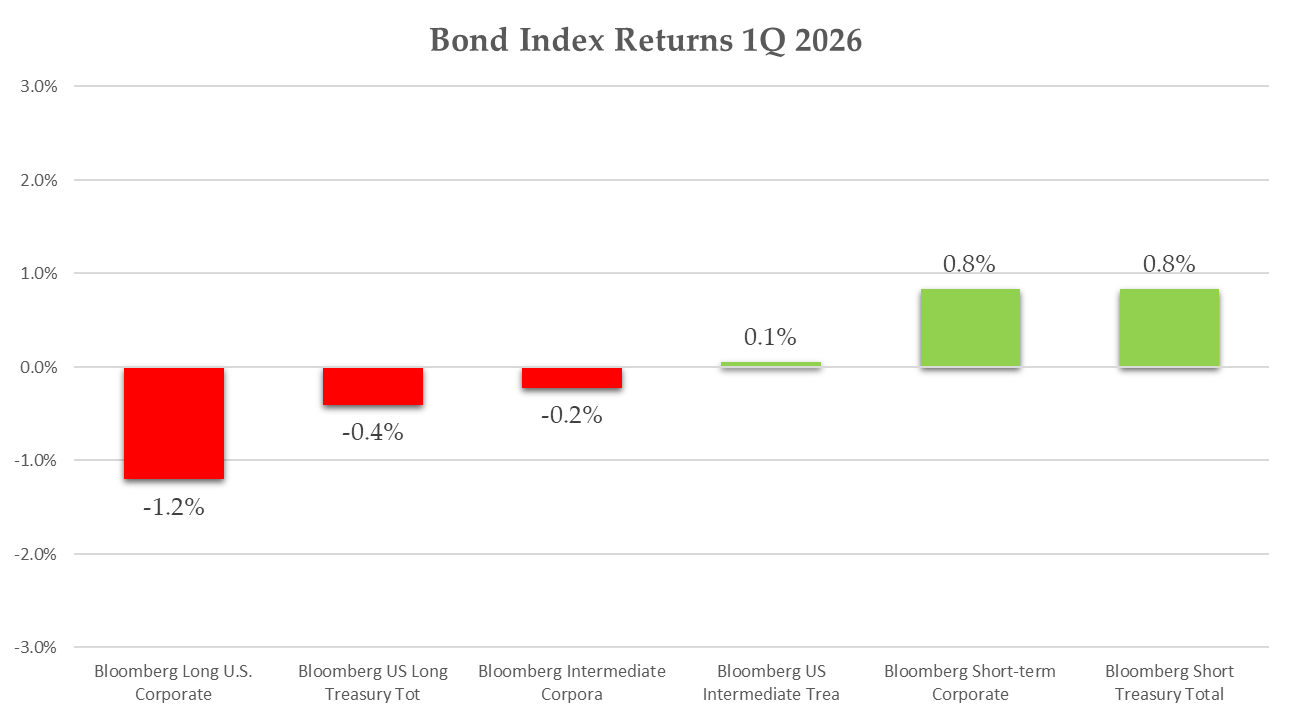 Bond Index Returns 1Q 2026
3.0%
2.0%
1.0%
0.0%
-1.0%
-2.0%
-3.0%
-1.2%
-0.4%
-0.2%
0.1%
0.8%
0.8%
Bloomberg Long U.S.
Corporate
Bloomberg US Long
Treasury Tot
Bloomberg Intermediate
Corpora
Bloomberg US
Intermediate Trea
Bloomberg Short-term
Corporate
Bloomberg Short
Treasury Total